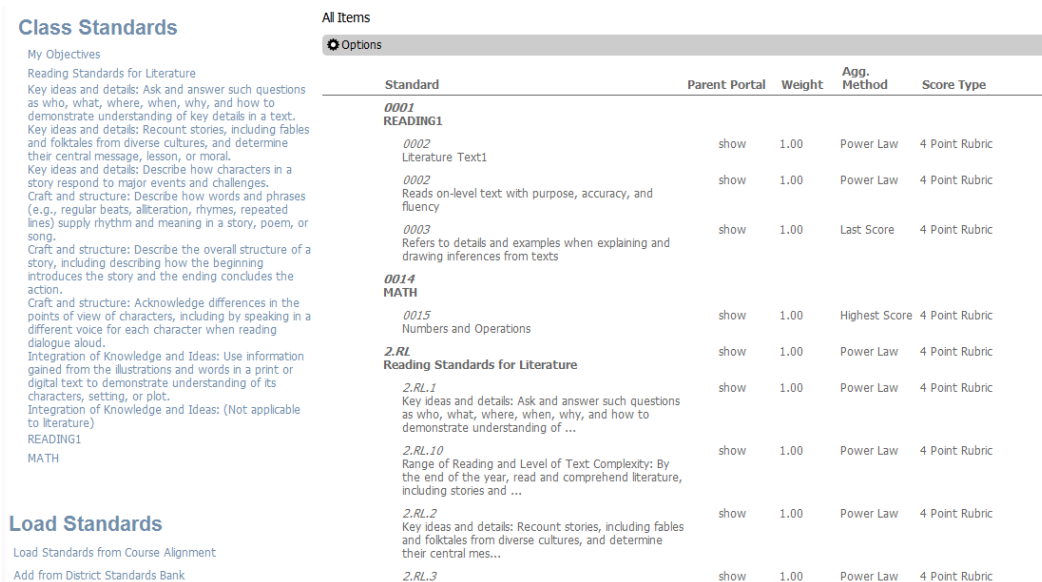 Class Standards
My Objectives
Reading Standards for Literature
Key ideas and details: Ask and answer such questions
as who, what, where, when, why, and how to
demonstrate understanding of key details in a text.
Key ideas and details: Recount stories, including fables
and folktales from diverse cultures, and determine
their central message, lesson, or moral.
Key ideas and details: Describe how characters in a
story respond to major events and challenges.
Craft and structure: Describe how words and phrases
(e.g., regular beats, alliteration, rhymes, repeated
lines) supply rhythm and meaning in a story, poem, or
song.
Craft and structure: Describe the overall structure of a
story, including describing how the beginning
introduces the story and the ending concludes the
action.
Craft and structure: Acknowledge differences in the
points of view of characters, including by speaking in a
different voice for each character when reading
dialogue aloud.
Integration of Knowledge and Ideas: Use information
gained from the illustrations and words in a print or
digital text to demonstrate understanding of its
characters, setting, or plot.
Integration of Knowledge and Ideas: (Not applicable
to literature)
READING1
MATH
Load Standards
Load Standards from Course Alignment
Add from District Standards Bank
All Items
Options
Standard Parent Portal Weight Agg. Method Score Type
0001
READING1
0002 show 1.00 Power Law 4 Point Rubric
Literature Text1
0002 show 1.00 Power Law 4 Point Rubric
Reads on-level text with purpose, accuracy, and
fluency
0003 show 1.00 Last Score 4 Point Rubric
Refers to details and examples when explaining and
drawing inferences from texts
0014
MATH
0015 show 1.00 Highest Score 4 Point Rubric
Numbers and Operations
2.RL show 1.00 Power Law 4 Point Rubric
Reading Standards for Literature
2.RL.1 show 1.00 Power Law 4 Point Rubric
Key ideas and details: Ask and answer such questions
as who, what, where, when, why, and how to
demonstrate understanding of ...
2.RL.10 show 1.00 Power Law 4 Point Rubric
Range of Reading and Level of Text Complexity: By
the end of the year, read and comprehend literature,
including stories and ...
2.RL.2 show 1.00 Power Law 4 Point Rubric
Key ideas and details: Recount stories, including fables
and folktales from diverse cultures, and determine
their central mes...
2.RL.3 show 1.00 Power Law 4 Point Rubric